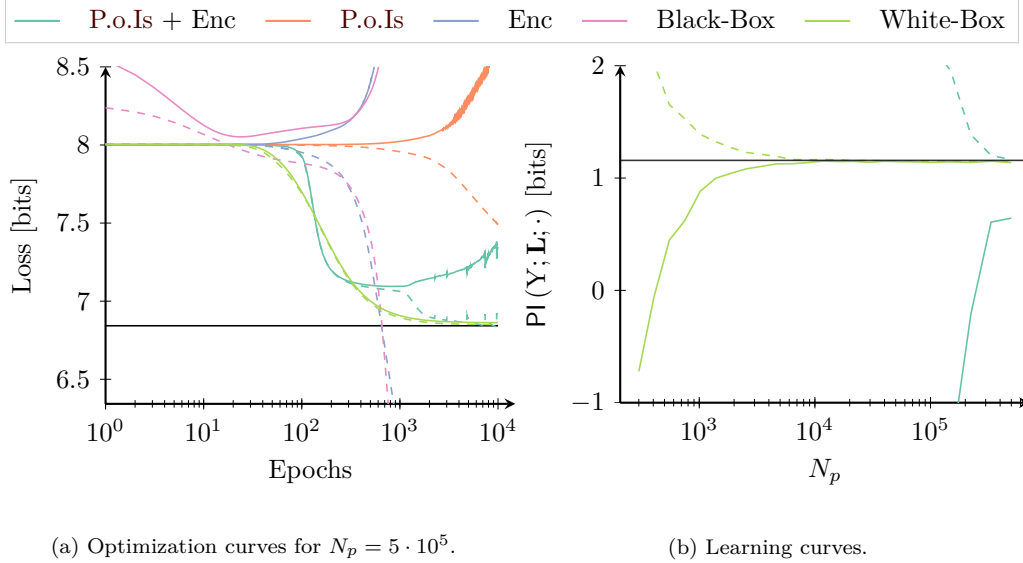 P.o.Is + Enc P.o.Is Enc Black-Box White-Box
8.5
8
7.5
7
6.5
Loss [bits]
10^0 10^1 10^2 10^3 10^4
Epochs
2
1
0
−1
PI (Y; L; ·) [bits]
10^3 10^4 10^5
N_p
(a) Optimization curves for N_p = 5 · 10^5.
(b) Learning curves.